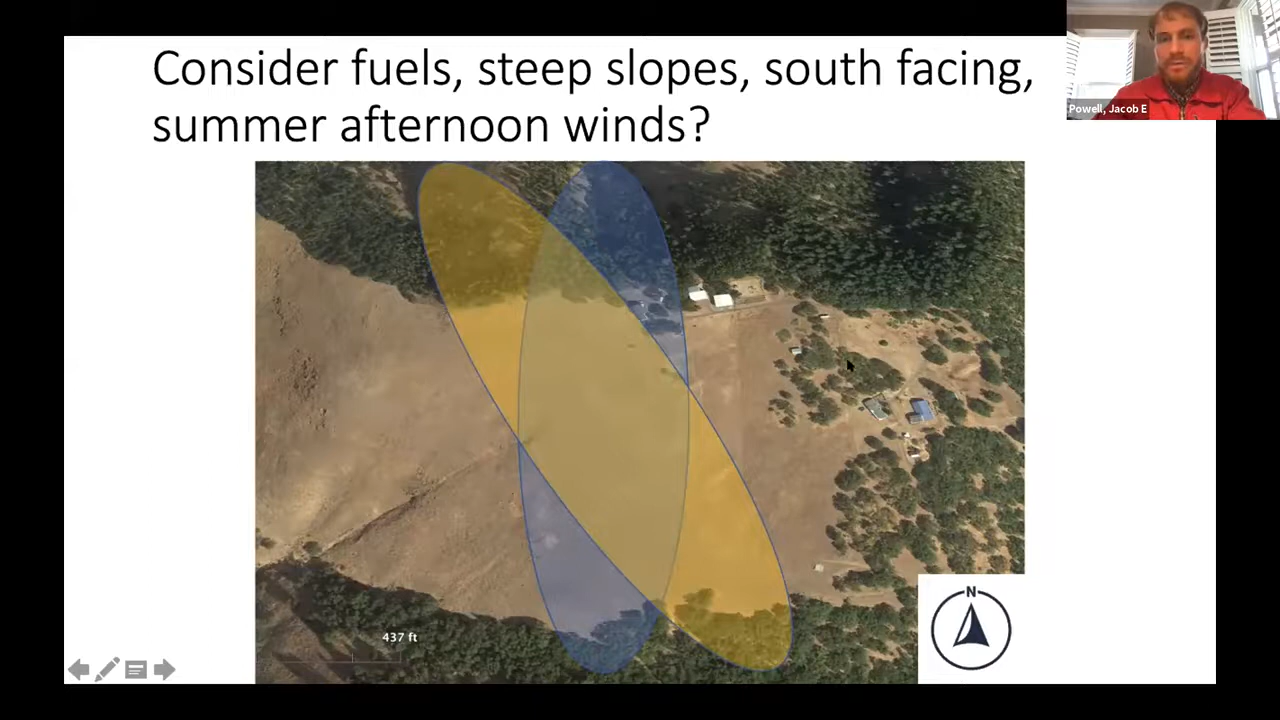 Consider fuels, steep slopes, south facing,
summer afternoon winds?
Powell, Jacob E
437 ft
N